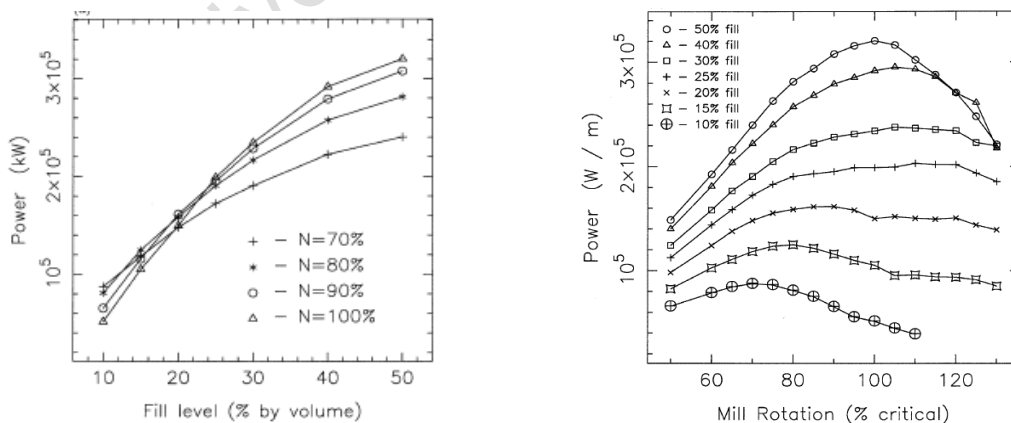 Power (kW)
3×10⁵
2×10⁵
10⁵
+ − N=70%
* − N=80%
○ − N=90%
△ − N=100%
10 20 30 40 50
Fill level (% by volume)
Power (W / m)
3×10⁵
2×10⁵
10⁵
○ − 50% fill
△ − 40% fill
□ − 30% fill
+ − 25% fill
× − 20% fill
¤ − 15% fill
⊕ − 10% fill
60 80 100 120
Mill Rotation (% critical)